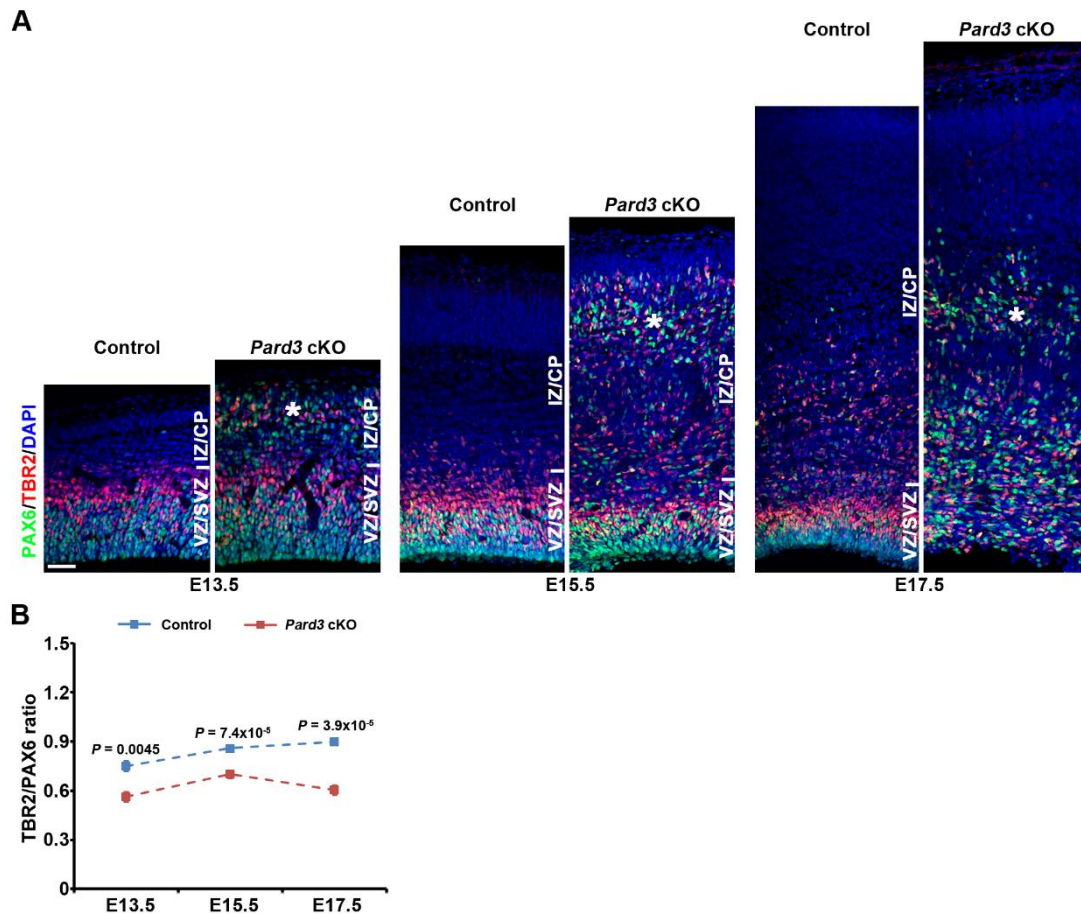 A
Control
Pard3 cKO
Control
Pard3 cKO
Control
Pard3 cKO
PAX6/TBR2/DAPI
VZ/SVZ
IZ/CP
VZ/SVZ
IZ/CP
VZ/SVZ
IZ/CP
VZ/SVZ
IZ/CP
VZ/SVZ
IZ/CP
*
*
*
E13.5
E15.5
E17.5
B
Control
Pard3 cKO
TBR2/PAX6 ratio
1.5
1.2
0.9
0.6
0.3
0
P = 0.0045
P = 7.4x10⁻⁵
P = 3.9x10⁻⁵
E13.5 E15.5 E17.5